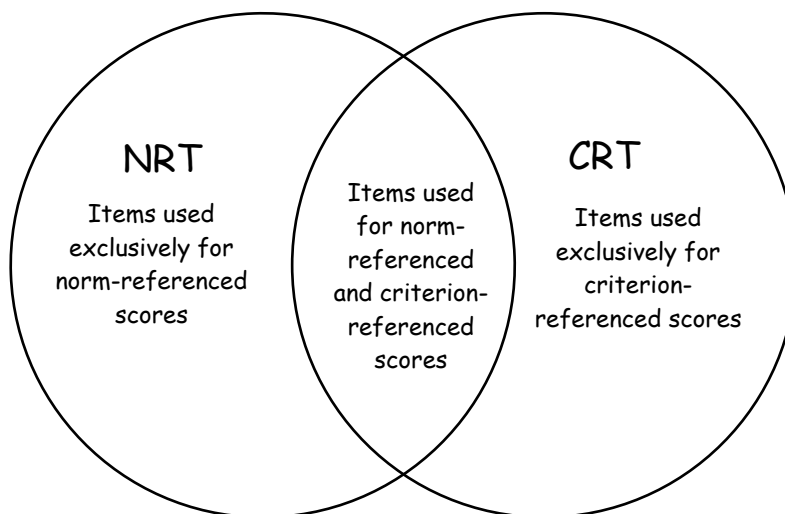 NRT
Items used
exclusively for
norm-referenced
scores
Items used
for norm-
referenced
and criterion-
referenced
scores
CRT
Items used
exclusively for
criterion-
referenced scores